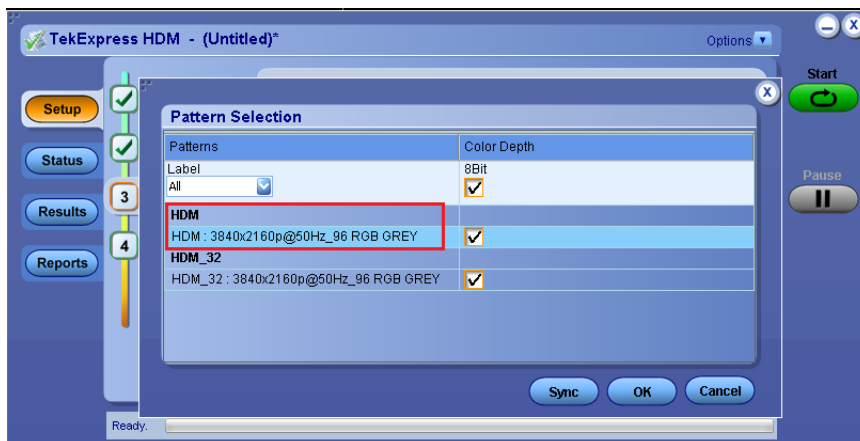 TekExpress HDM - (Untitled)*
Options
Start
Setup
Pattern Selection
Patterns
Color Depth
Status
Label
8Bit
All
Pause
3
Results
HDM
HDM : 3840x2160p@50Hz_96 RGB GREY
4
HDM_32
Reports
HDM_32 : 3840x2160p@50Hz_96 RGB GREY
Sync
OK
Cancel
Ready.